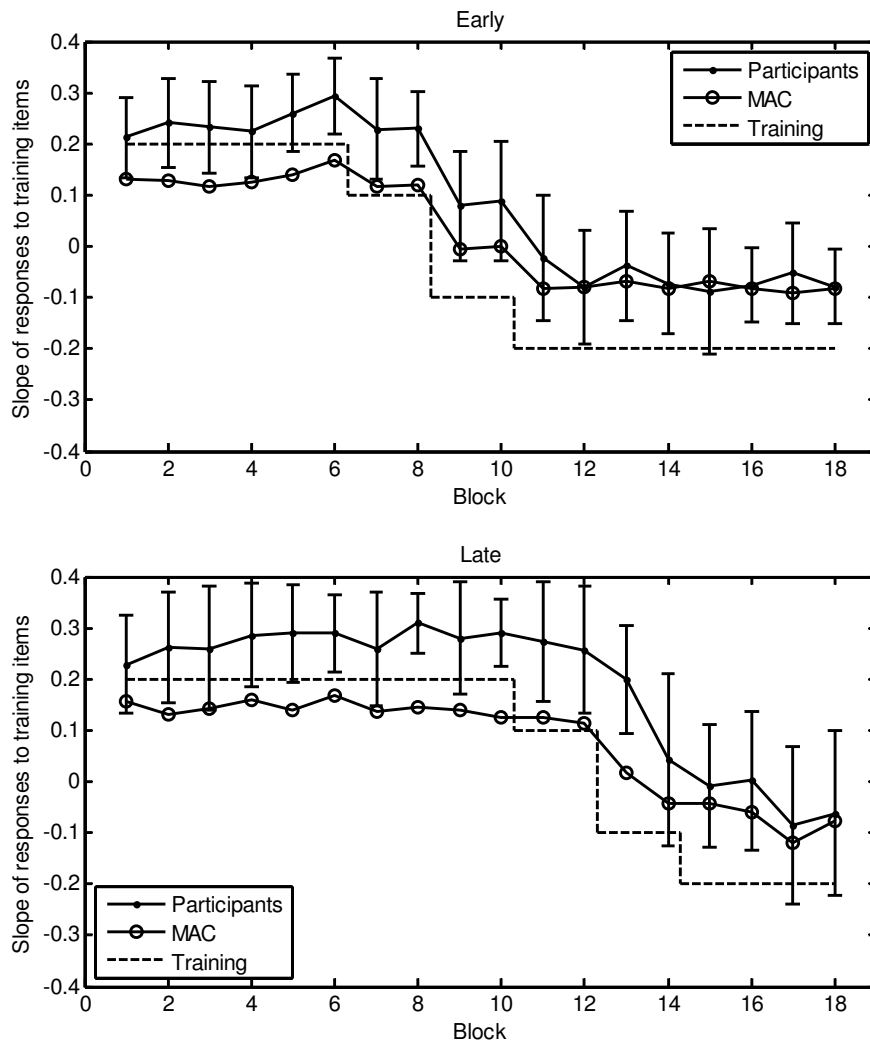 Early
Slope of responses to training items
0.4
0.3
0.2
0.1
0
-0.1
-0.2
-0.3
-0.4
Participants
MAC
Training
0 2 4 6 8 10 12 14 16 18
Block
Late
Slope of responses to training items
0.4
0.3
0.2
0.1
0
-0.1
-0.2
-0.3
-0.4
Participants
MAC
Training
0 2 4 6 8 10 12 14 16 18
Block